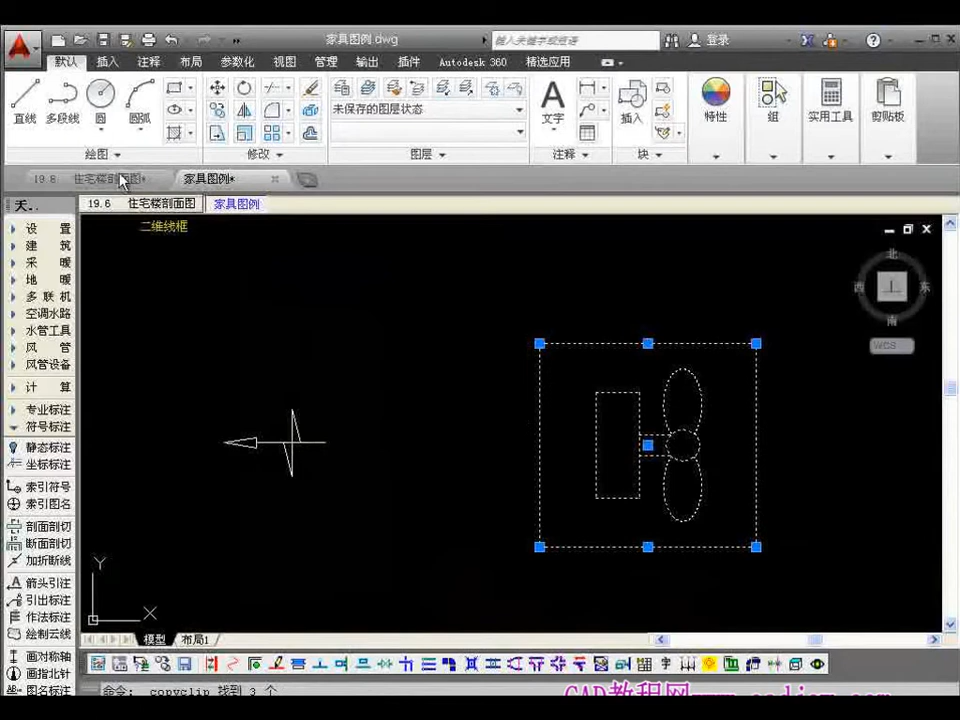 家具图例.dwg
输入关键字或短语
登录
默认 插入 注释 布局 参数化 视图 管理 输出 插件 Autodesk 360 精选应用
直线 多段线 圆 圆弧
未保存的图层状态
文字 插入 特性 组 实用工具 剪贴板
绘图 修改 图层 注释 块
19.8 住宅楼剖面图* 家具图例*
天.. 19.6 住宅楼剖面图 家具图例
二维线框
设 置
建 筑
采 暖
地 暖
多 联 机
空调水路
水管工具
风 管
风管设备
计 算
专业标注
符号标注
静态标注
坐标标注
索引符号
索引图名
剖面剖切
断面剖切
加折断线
箭头引注
引出标注
作法标注
绘制云线
画对称轴
画指北针
图名标注
北
西 上 东
南
WCS
Y
X
模型 布局1
命令: _copyclip 找到 3 个